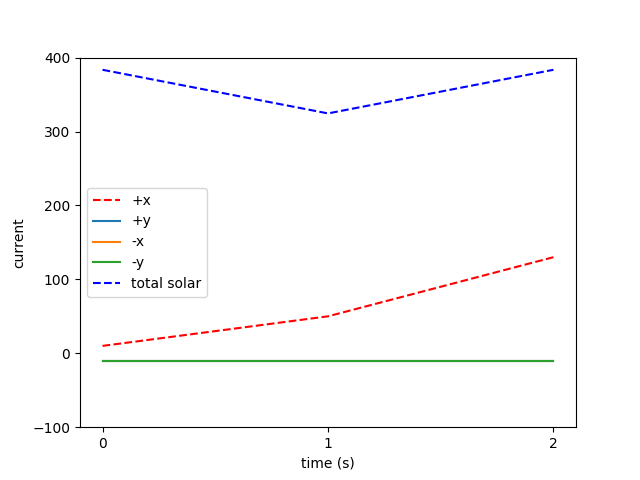 400
300
200
100
0
−100
current
+x
+y
-x
-y
total solar
0 1 2
time (s)